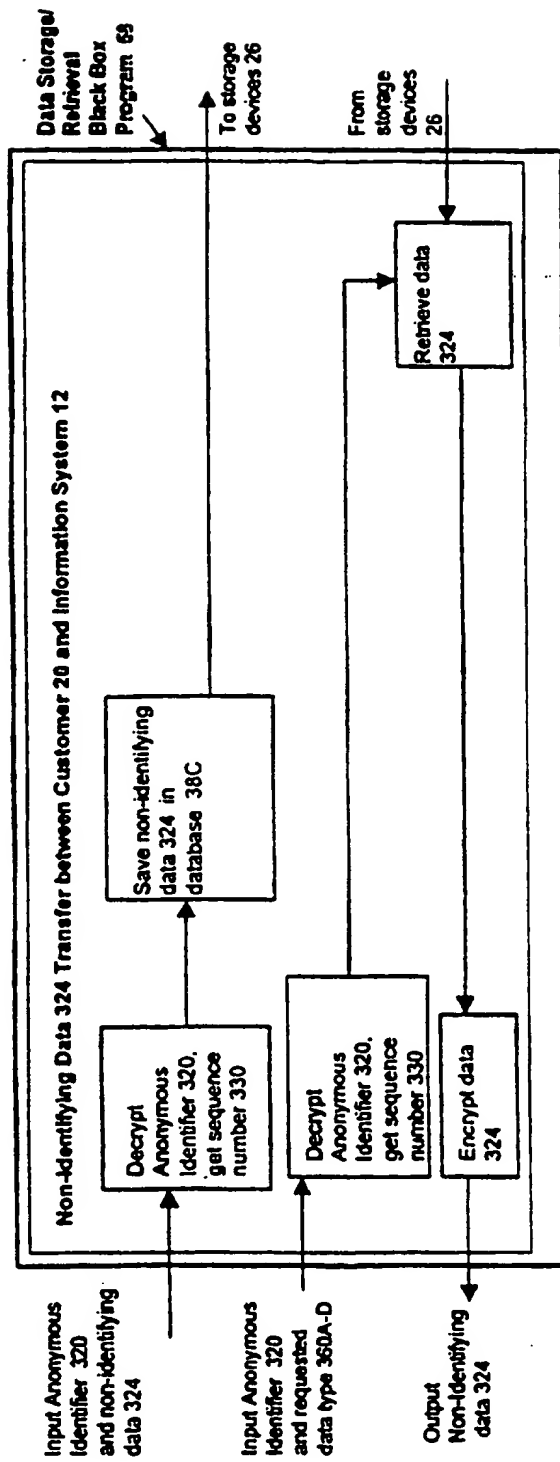 Data Storage/
Retrieval
Black Box
Program 68
Non-Identifying Data 324 Transfer between Customer 20 and Information System 12
Input Anonymous
Identifier 320
and non-identifying
data 324
Decrypt
Anonymous
Identifier 320,
get sequence
number 330
Save non-identifying
data 324 in
database 38C
To storage
devices 26
Input Anonymous
Identifier 320
and requested
data type 360A-D
Decrypt
Anonymous
Identifier 320,
get sequence
number 330
Retrieve data
324
From
storage
devices
26
Encrypt data
324
Output
Non-Identifying
data 324